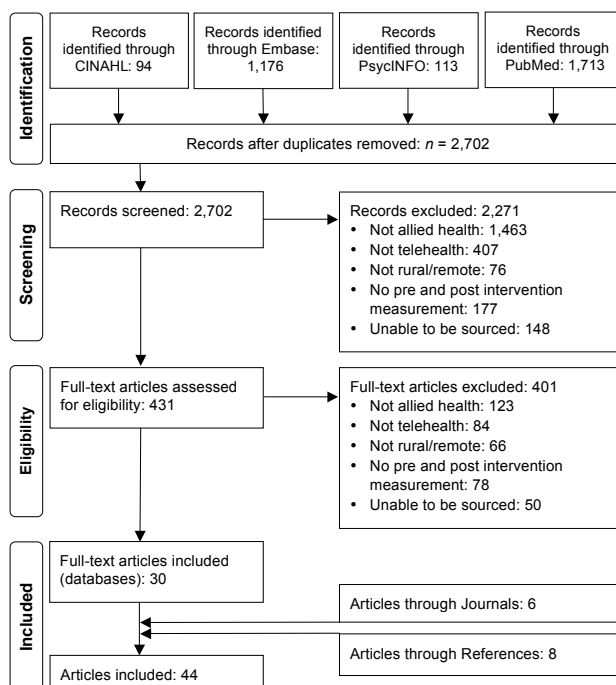 Identification
Records
identified through
CINAHL: 94
Records identified
through Embase:
1,176
Records
identified through
PsycINFO: 113
Records
identified through
PubMed: 1,713
Records after duplicates removed: n = 2,702
Screening
Records screened: 2,702
Records excluded: 2,271
• Not allied health: 1,463
• Not telehealth: 407
• Not rural/remote: 76
• No pre and post intervention
measurement: 177
• Unable to be sourced: 148
Eligibility
Full-text articles assessed
for eligibility: 431
Full-text articles excluded: 401
• Not allied health: 123
• Not telehealth: 84
• Not rural/remote: 66
• No pre and post intervention
measurement: 78
• Unable to be sourced: 50
Included
Full-text articles included
(databases): 30
Articles through Journals: 6
Articles through References: 8
Articles included: 44